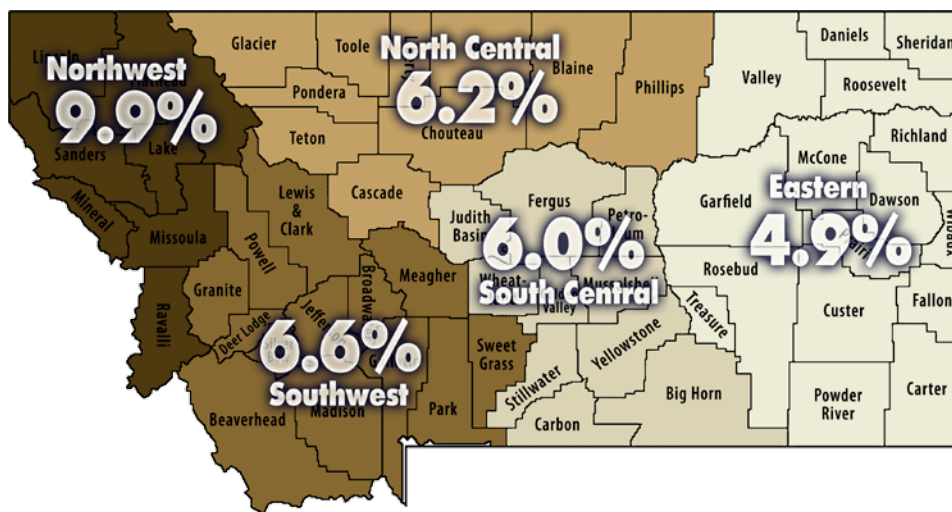 Northwest
9.9%
North Central
6.2%
Eastern
4.9%
6.0%
South Central
6.6%
Southwest
Glacier
Toole
Blaine
Phillips
Valley
Daniels
Sheridan
Roosevelt
Richland
Pondera
Teton
Chouteau
Cascade
Sanders
Lake
Mineral
Missoula
Ravalli
Powell
Lewis
&
Clark
Granite
Deer Lodge
Meagher
Judith
Basin
Fergus
Garfield
McCone
Dawson
Rosebud
Treasure
Custer
Fallon
Powder
River
Carter
Beaverhead
Madison
Park
Sweet
Grass
Stillwater
Yellowstone
Carbon
Big Horn
Valley